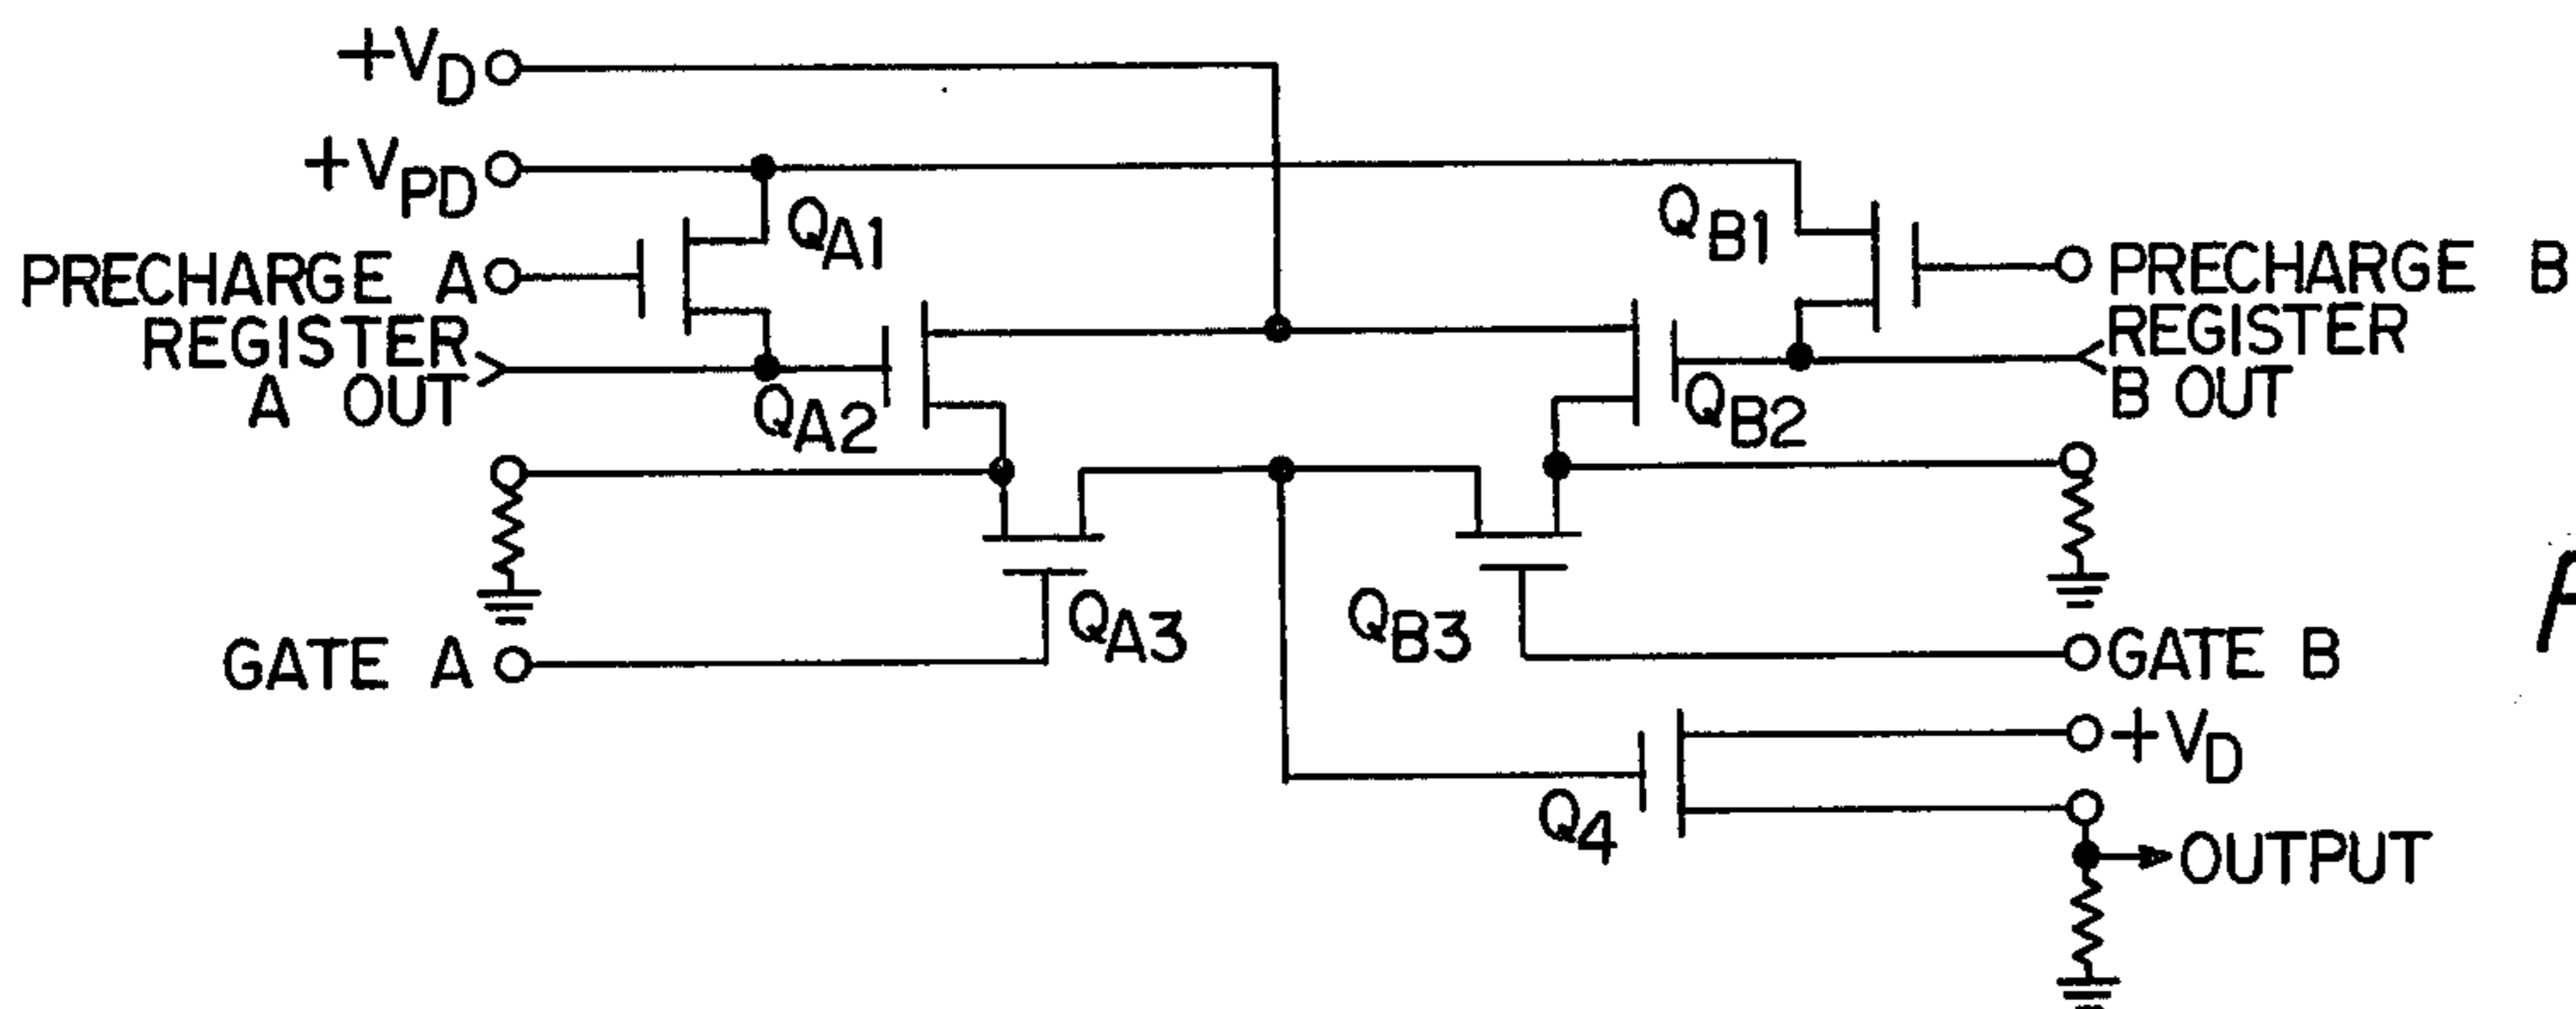 +VD
+VPD
QA1
QB1
PRECHARGE A
PRECHARGE B
REGISTER
A OUT
REGISTER
B OUT
QA2
QB2
QA3
QB3
GATE A
GATE B
+VD
Q4
OUTPUT